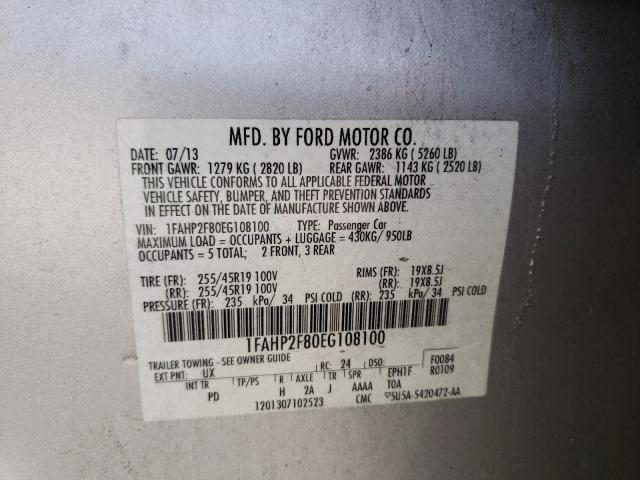 MFD. BY FORD MOTOR CO.
DATE: 07/13 GVWR: 2386 KG ( 5260 LB)
FRONT GAWR: 1279 KG ( 2820 LB) REAR GAWR: 1143 KG ( 2520 LB)
THIS VEHICLE CONFORMS TO ALL APPLICABLE FEDERAL MOTOR
VEHICLE SAFETY, BUMPER, AND THEFT PREVENTION STANDARDS
IN EFFECT ON THE DATE OF MANUFACTURE SHOWN ABOVE.
VIN: 1FAHP2F80EG108100 TYPE: Passenger Car
MAXIMUM LOAD = OCCUPANTS + LUGGAGE = 430KG/ 950LB
OCCUPANTS = 5 TOTAL; 2 FRONT, 3 REAR
TIRE (FR): 255/45R19 100V RIMS (FR): 19X8.5J
(RR): 255/45R19 100V (RR): 19X8.5J
PRESSURE (FR): 235 kPa/ 34 PSI COLD (RR): 235 kPa/ 34 PSI COLD
1FAHP2F80EG108100
TRAILER TOWING - SEE OWNER GUIDE
EXT PNT: UX RC: 24 DSO: F0084
INT TR TP/PS R AXLE TR SPR EPH1F R0109
PD H 2A J AAAA TOA
1201307102523 CMC ▽5U5A-5420472-AA